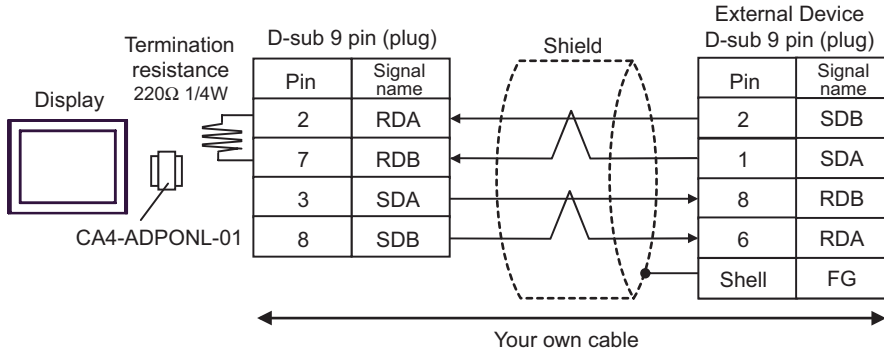 External Device
D-sub 9 pin (plug)
D-sub 9 pin (plug)
Shield
Termination
resistance
220Ω 1/4W
Display
CA4-ADPONL-01
Pin Signal name
2 RDA
7 RDB
3 SDA
8 SDB
Pin Signal name
2 SDB
1 SDA
8 RDB
6 RDA
Shell FG
Your own cable